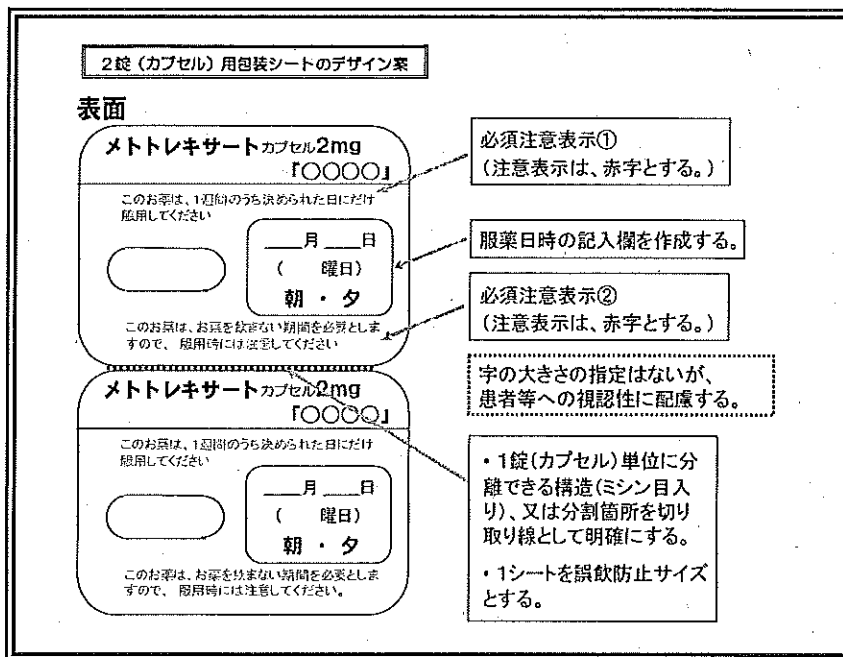 2錠(カプセル)用包装シートのデザイン案
表面
メトトレキサートカプセル2mg
『○○○○』
このお薬は、1週間のうち決められた日にだけ
服用してください
___月 ___日
(　　曜日)
朝・夕
このお薬は、お薬を飲まない期間を必要としま
すので、服用時には注意してください
メトトレキサートカプセル2mg
『○○○○』
このお薬は、1週間のうち決められた日にだけ
服用してください
___月 ___日
(　　曜日)
朝・夕
このお薬は、お薬を飲まない期間を必要としま
すので、服用時には注意してください。
必須注意表示①
(注意表示は、赤字とする。)
服薬日時の記入欄を作成する。
必須注意表示②
(注意表示は、赤字とする。)
字の大きさの指定はないが、
患者等への視認性に配慮する。
・1錠(カプセル)単位に分
離できる構造(ミシン目入
り)、又は分割箇所を切り
取り線として明確にする。
・1シートを誤飲防止サイズ
とする。